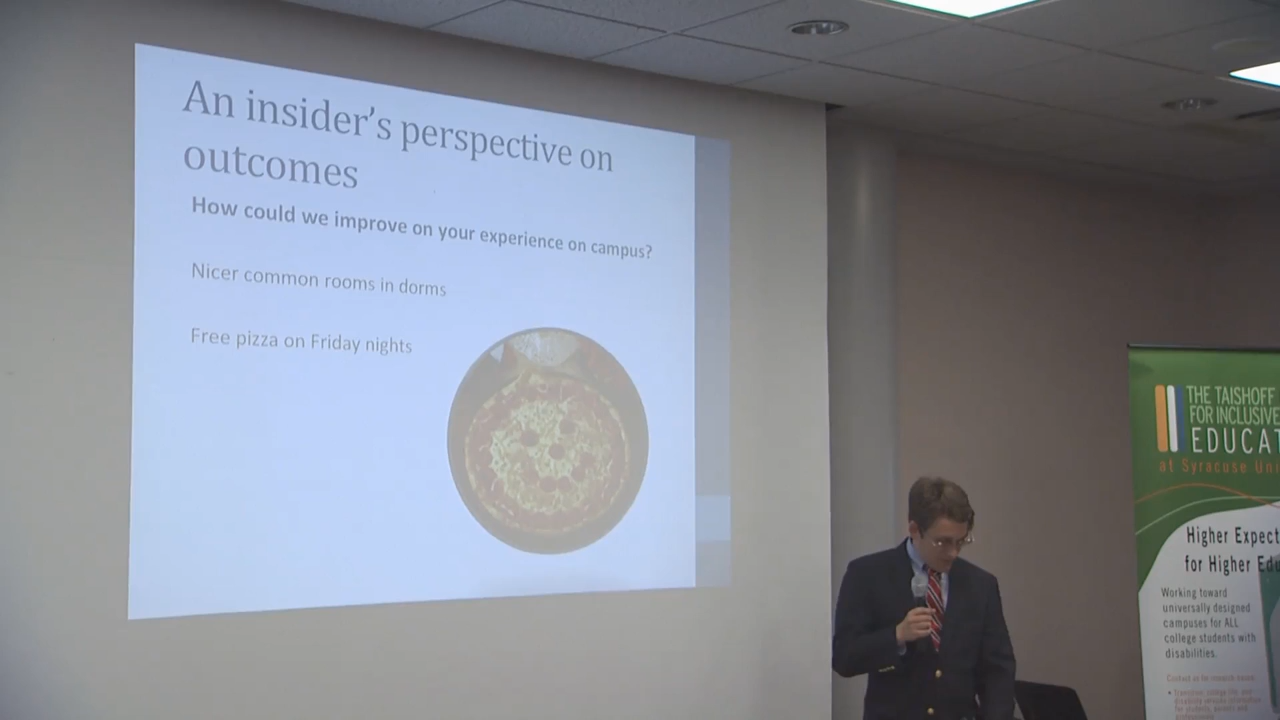 An insider's perspective on
outcomes
How could we improve on your experience on campus?
Nicer common rooms in dorms
Free pizza on Friday nights
THE TAISHOFF
FOR INCLUSIVE
EDUCAT
at Syracuse Uni
Higher Expect
for Higher Edu
Working toward
universally designed
campuses for ALL
college students with
disabilities.